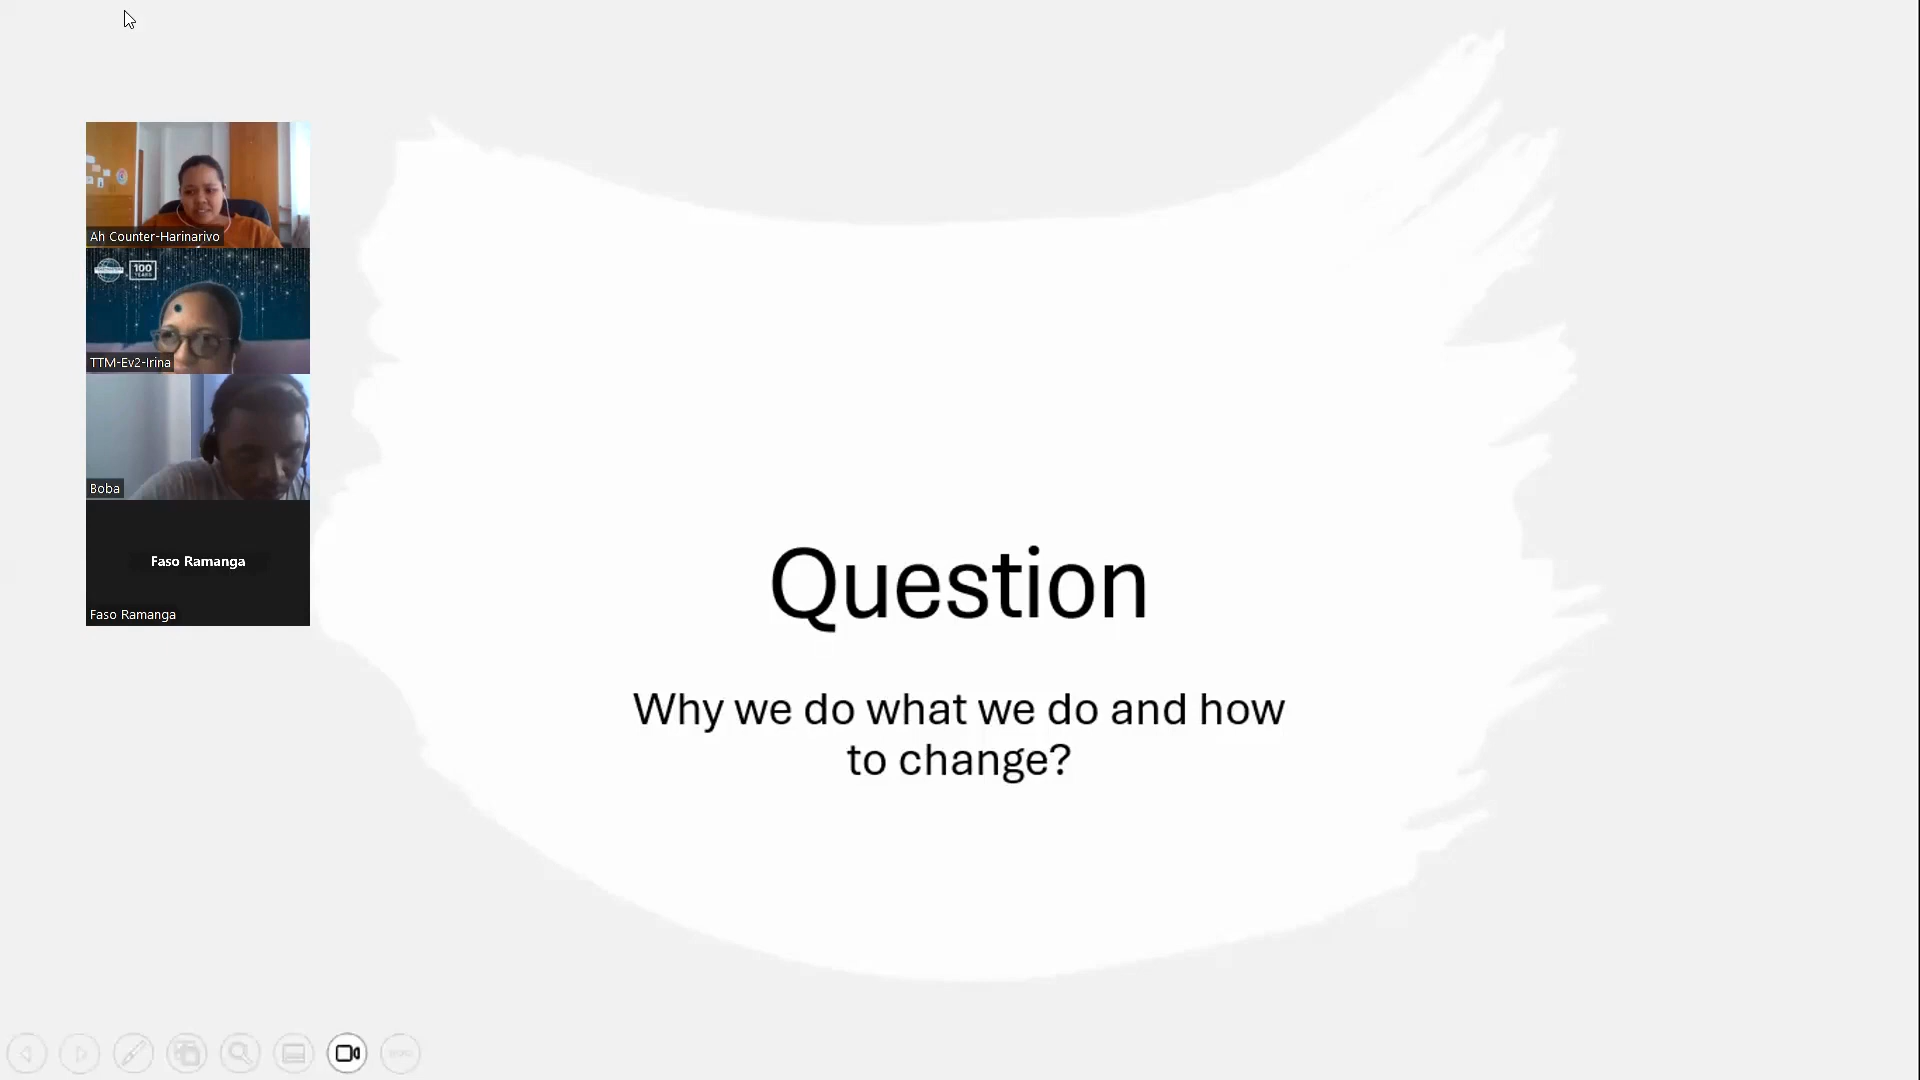 Ah Counter-Harinarivo
100
YEARS
TTM-Ev2-Irina
Boba
Faso Ramanga
Faso Ramanga
Question
Why we do what we do and how
to change?